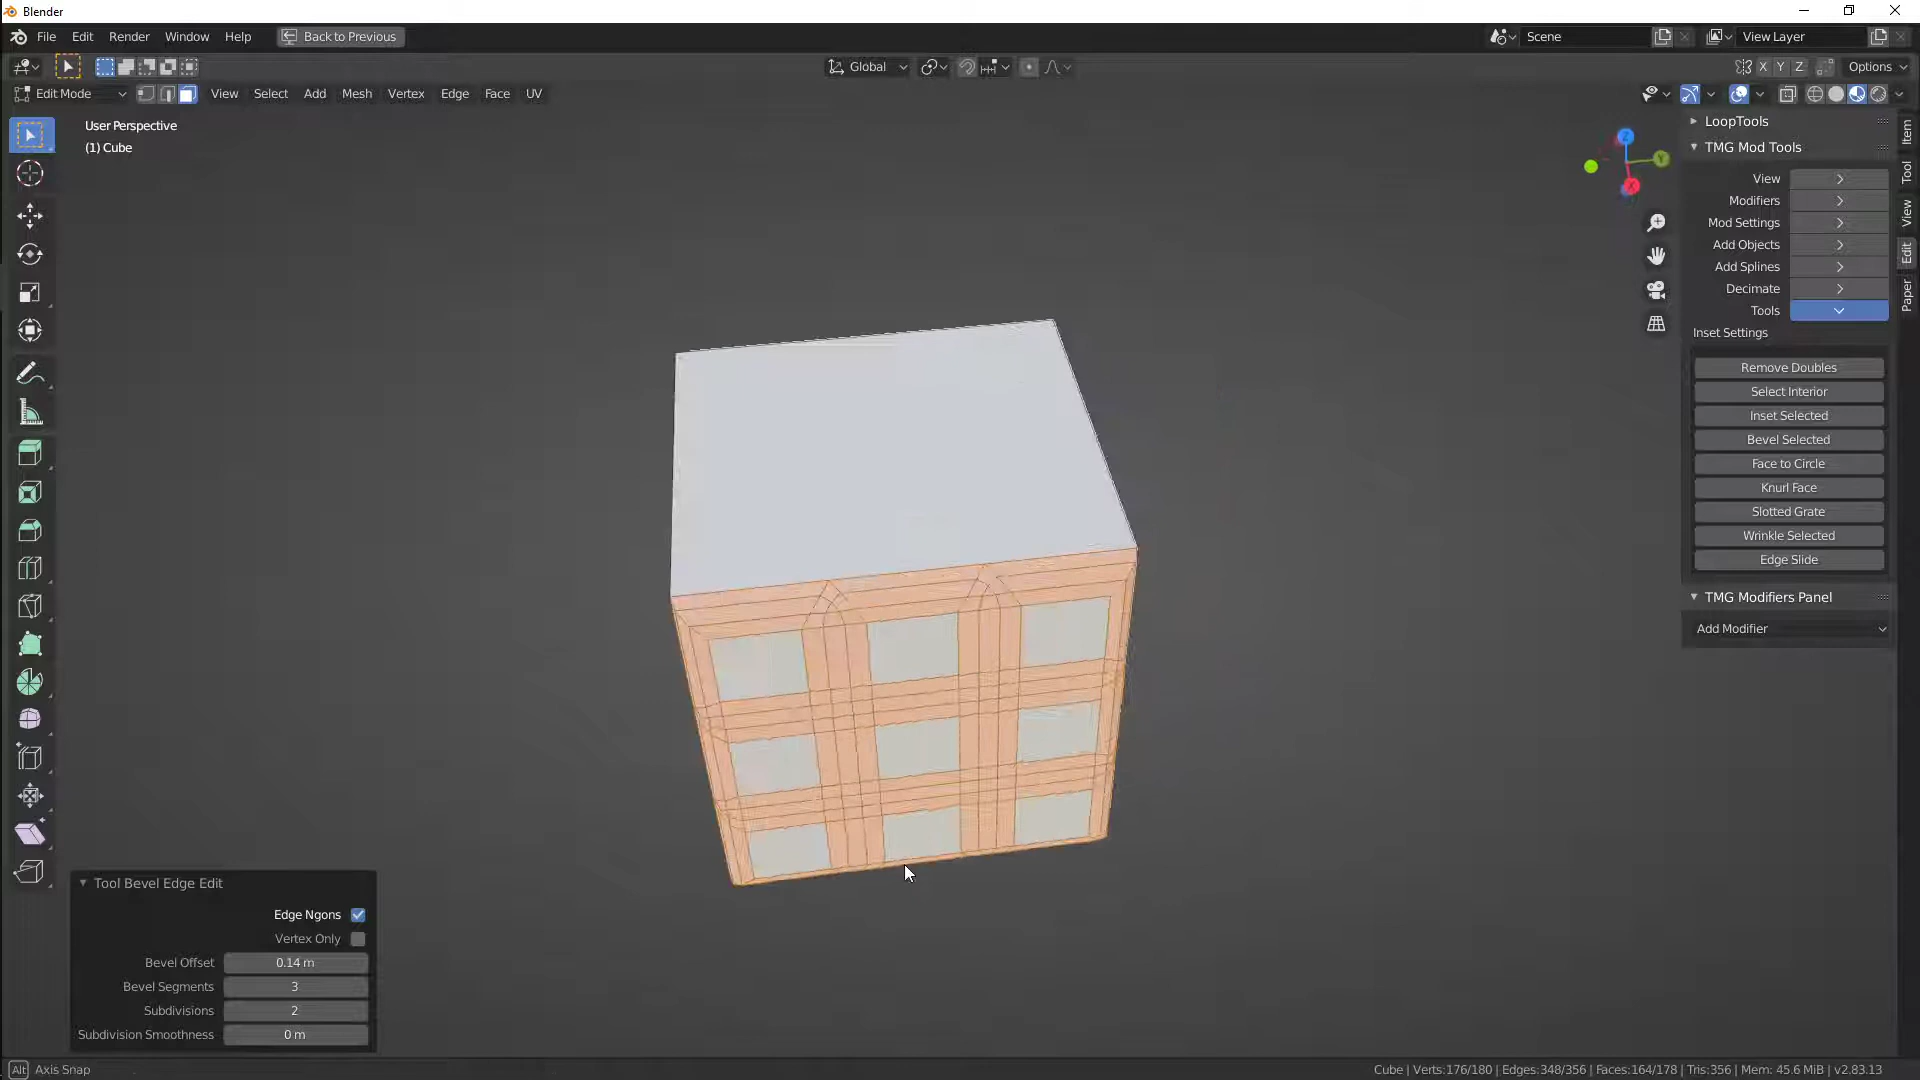 Blender
File Edit Render Window Help Back to Previous Scene View Layer
Global X Y Z Options
Edit Mode View Select Add Mesh Vertex Edge Face UV
User Perspective
(1) Cube
Z
Y
X
LoopTools
TMG Mod Tools
View
Modifiers
Mod Settings
Add Objects
Add Splines
Decimate
Tools
Inset Settings
Remove Doubles
Select Interior
Inset Selected
Bevel Selected
Face to Circle
Knurl Face
Slotted Grate
Wrinkle Selected
Edge Slide
TMG Modifiers Panel
Add Modifier
Item
Tool
View
Edit
Paper
Tool Bevel Edge Edit
Edge Ngons
Vertex Only
Bevel Offset 0.14 m
Bevel Segments 3
Subdivisions 2
Subdivision Smoothness 0 m
Alt Axis Snap
Cube | Verts:176/180 | Edges:348/356 | Faces:164/178 | Tris:356 | Mem: 45.6 MiB | v2.83.13